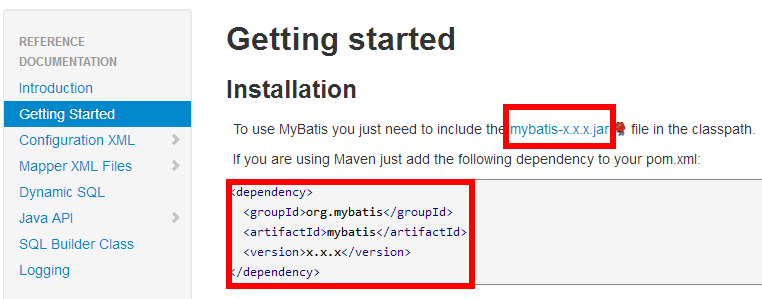 REFERENCE
DOCUMENTATION
Introduction
Getting Started
Configuration XML
Mapper XML Files
Dynamic SQL
Java API
SQL Builder Class
Logging
Getting started
Installation
To use MyBatis you just need to include the mybatis-x.x.x.jar file in the classpath.
If you are using Maven just add the following dependency to your pom.xml:
<dependency>
  <groupId>org.mybatis</groupId>
  <artifactId>mybatis</artifactId>
  <version>x.x.x</version>
</dependency>